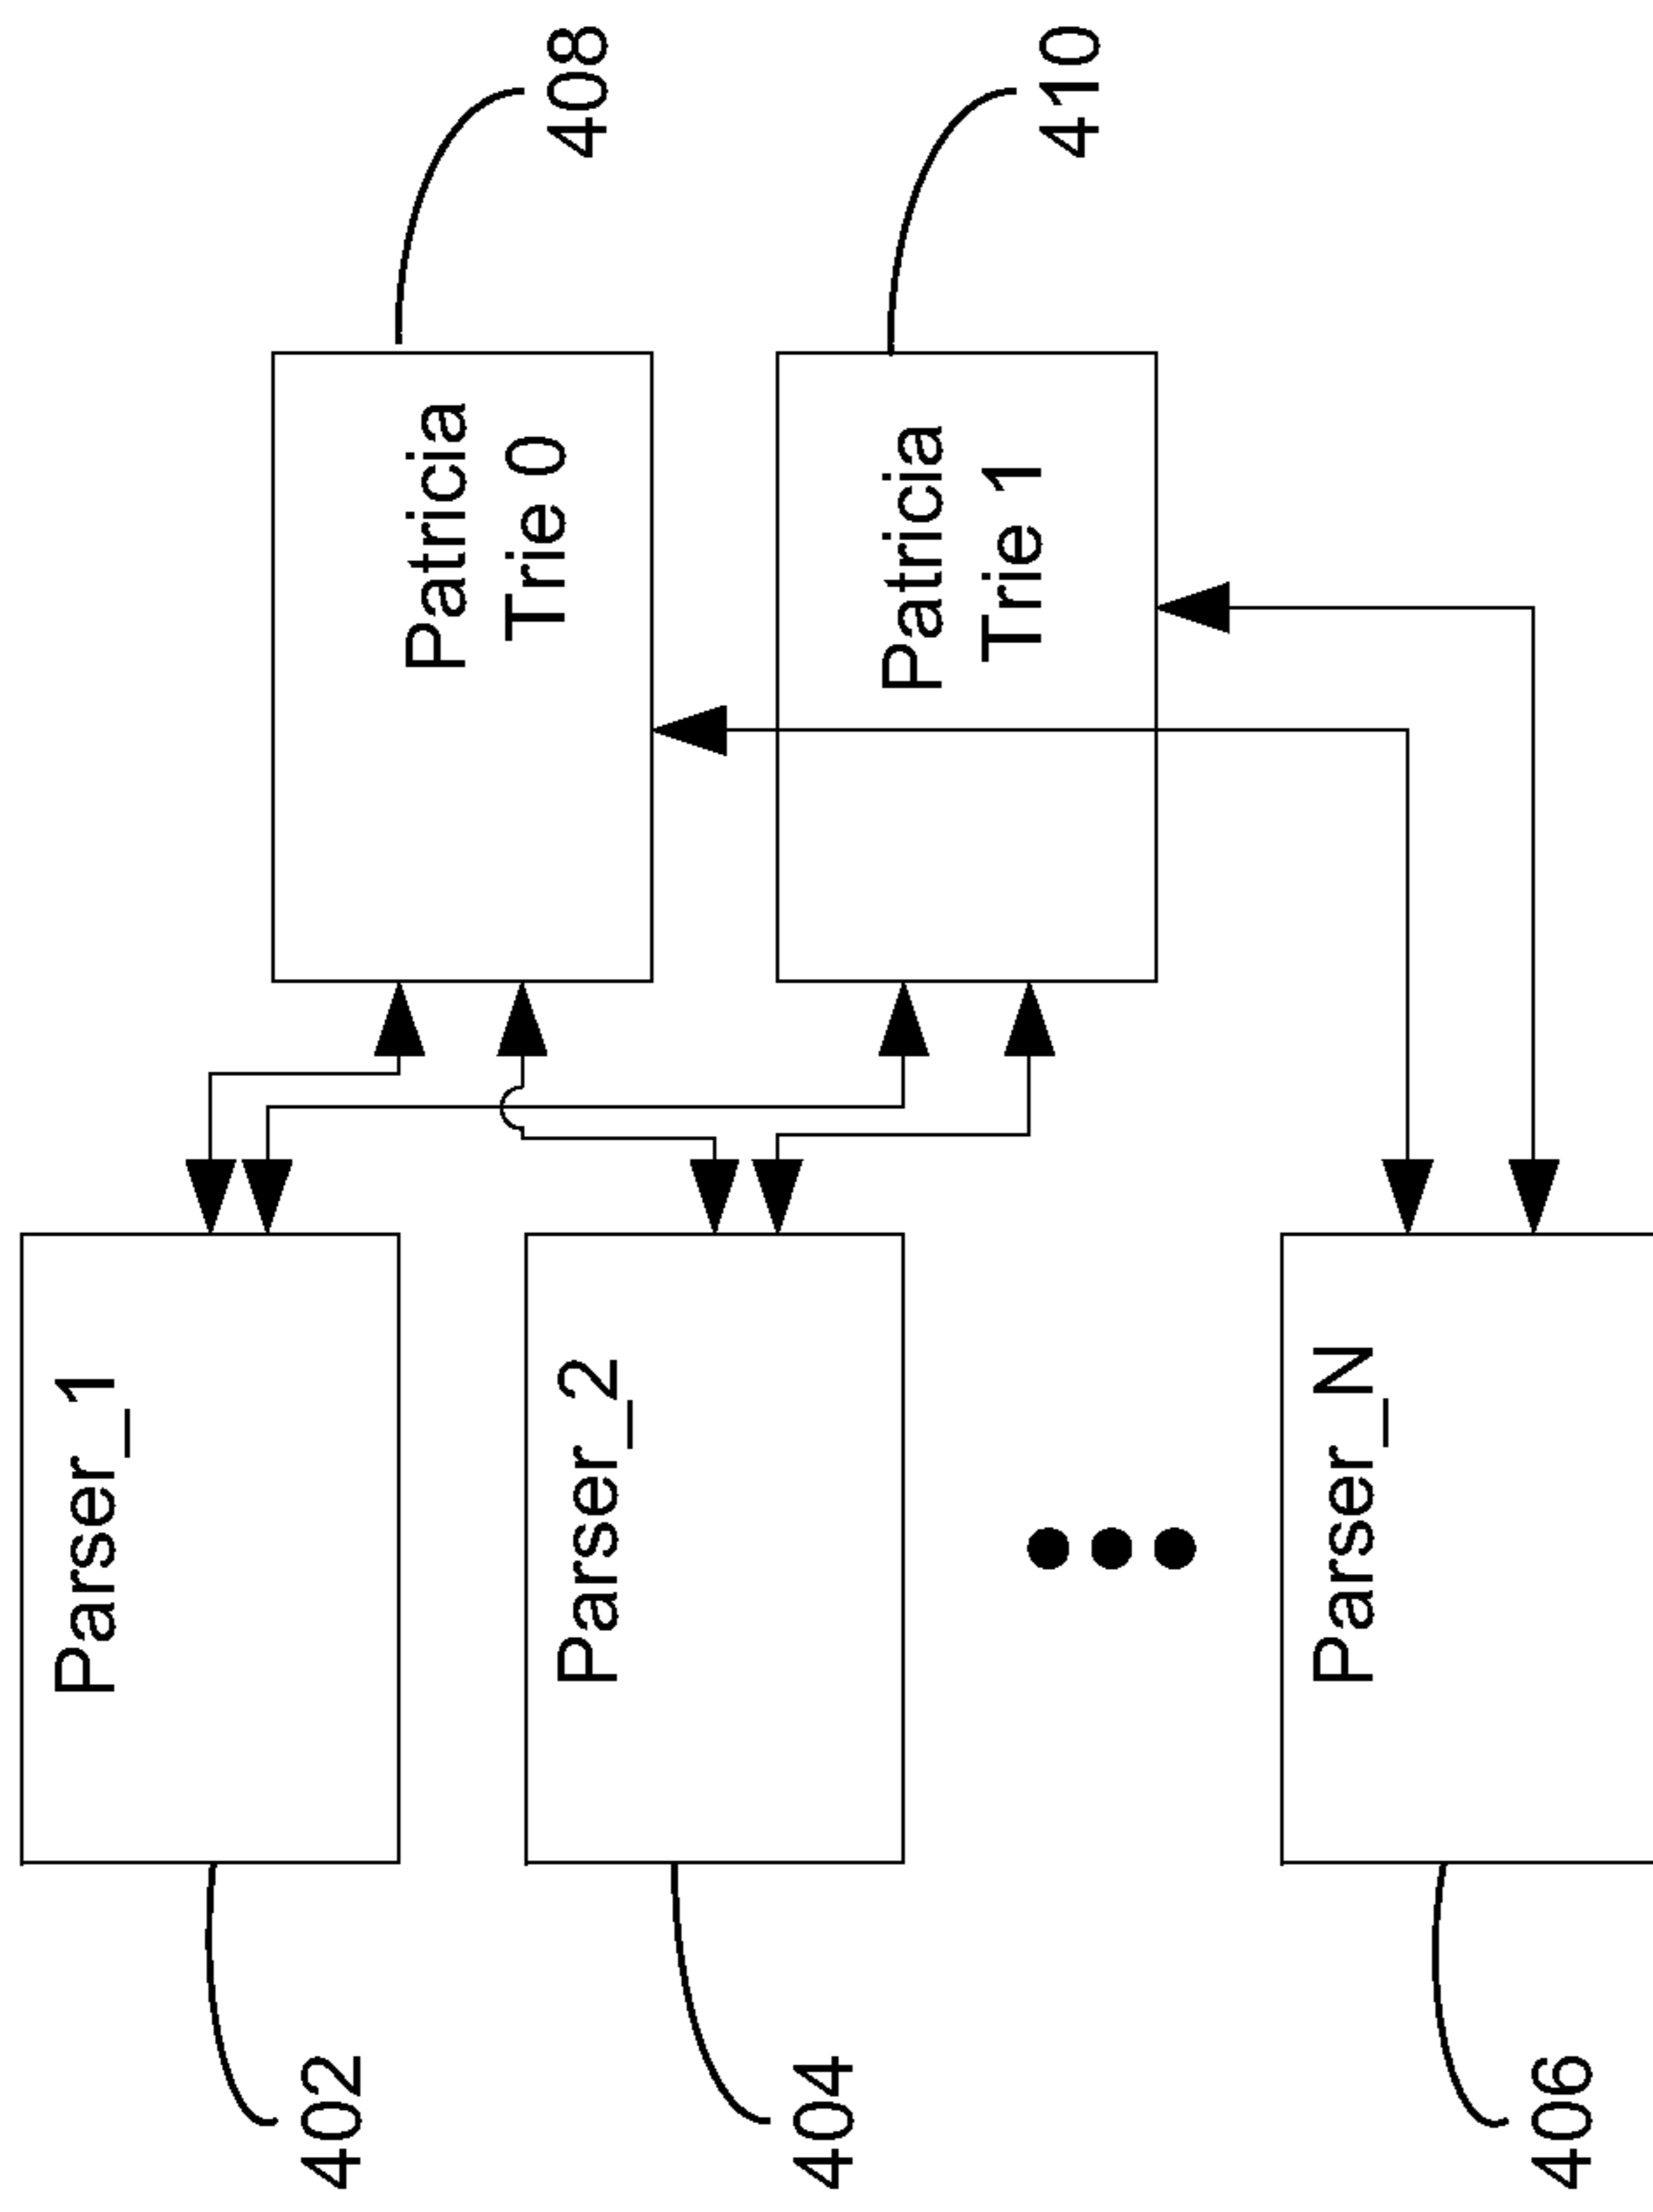 402
Parser_1
404
Parser_2
406
Parser_N
Patricia
Trie 0
408
Patricia
Trie 1
410